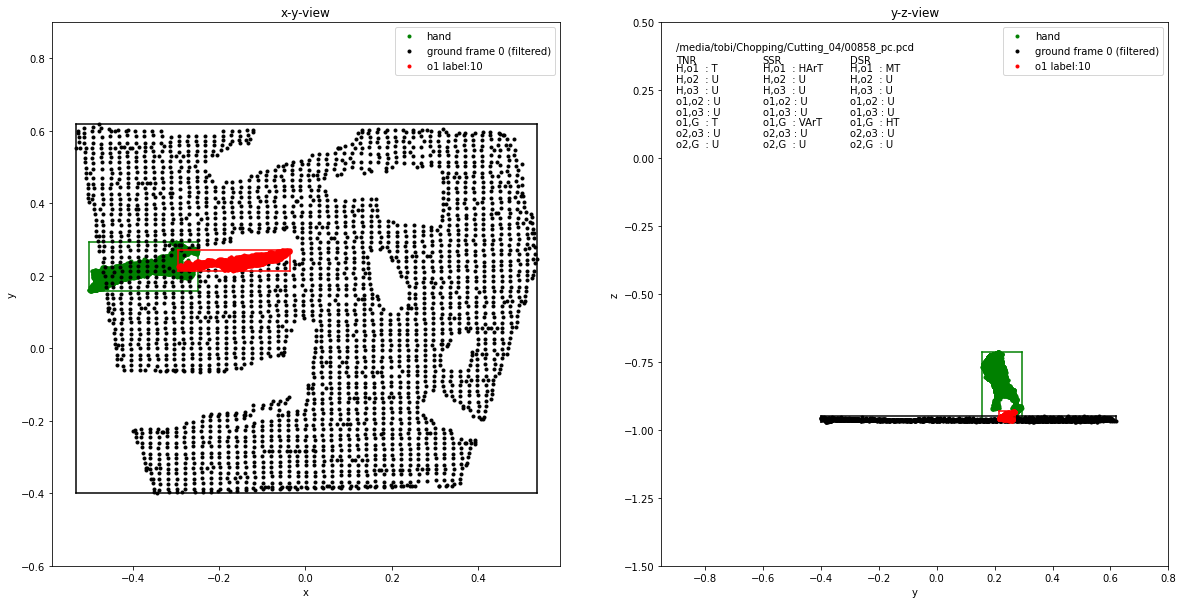 x-y-view
hand
ground frame 0 (filtered)
o1 label:10
0.8
0.6
0.4
0.2
0.0
−0.2
−0.4
−0.6
y
−0.4
−0.2
0.0
0.2
0.4
x
y-z-view
/media/tobi/Chopping/Cutting_04/00858_pc.pcd
TNR SSR DSR
H,o1 : T H,o1 : HArT H,o1 : MT
H,o2 : U H,o2 : U H,o2 : U
H,o3 : U H,o3 : U H,o3 : U
o1,o2 : U o1,o2 : U o1,o2 : U
o1,o3 : U o1,o3 : U o1,o3 : U
o1,G : T o1,G : VArT o1,G : HT
o2,o3 : U o2,o3 : U o2,o3 : U
o2,G : U o2,G : U o2,G : U
hand
ground frame 0 (filtered)
o1 label:10
0.50
0.25
0.00
−0.25
−0.50
−0.75
−1.00
−1.25
−1.50
z
−0.8
−0.6
−0.4
−0.2
0.0
0.2
0.4
0.6
0.8
y